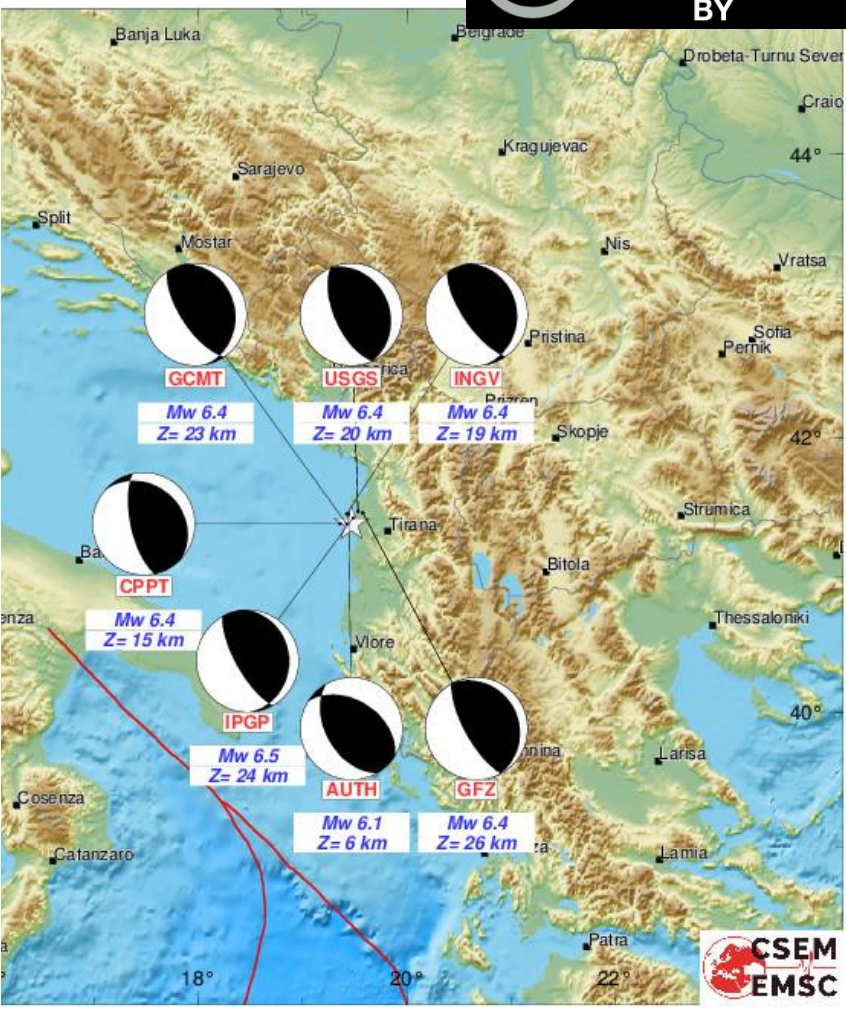 BY
Banja Luka
Belgrade
Drobeta-Turnu Sever
Craio
Kragujevac
44°
Sarajevo
Split
Mostar
Nis
Vratsa
Pristina
Sofia
Pernik
GCMT
USGS
INGV
Mw 6.4
Z= 23 km
Mw 6.4
Z= 20 km
Mw 6.4
Z= 19 km
Prizren
Skopje
42°
Strumica
Tirana
Ba
Bitola
CPPT
Mw 6.4
Z= 15 km
enza
Thessaloniki
Vlore
IPGP
Mw 6.5
Z= 24 km
40°
nnina
Larisa
AUTH
GFZ
Mw 6.1
Z= 6 km
Mw 6.4
Z= 26 km
za
Cosenza
Catanzaro
Lamia
Patra
18°
20°
22°
CSEM
EMSC